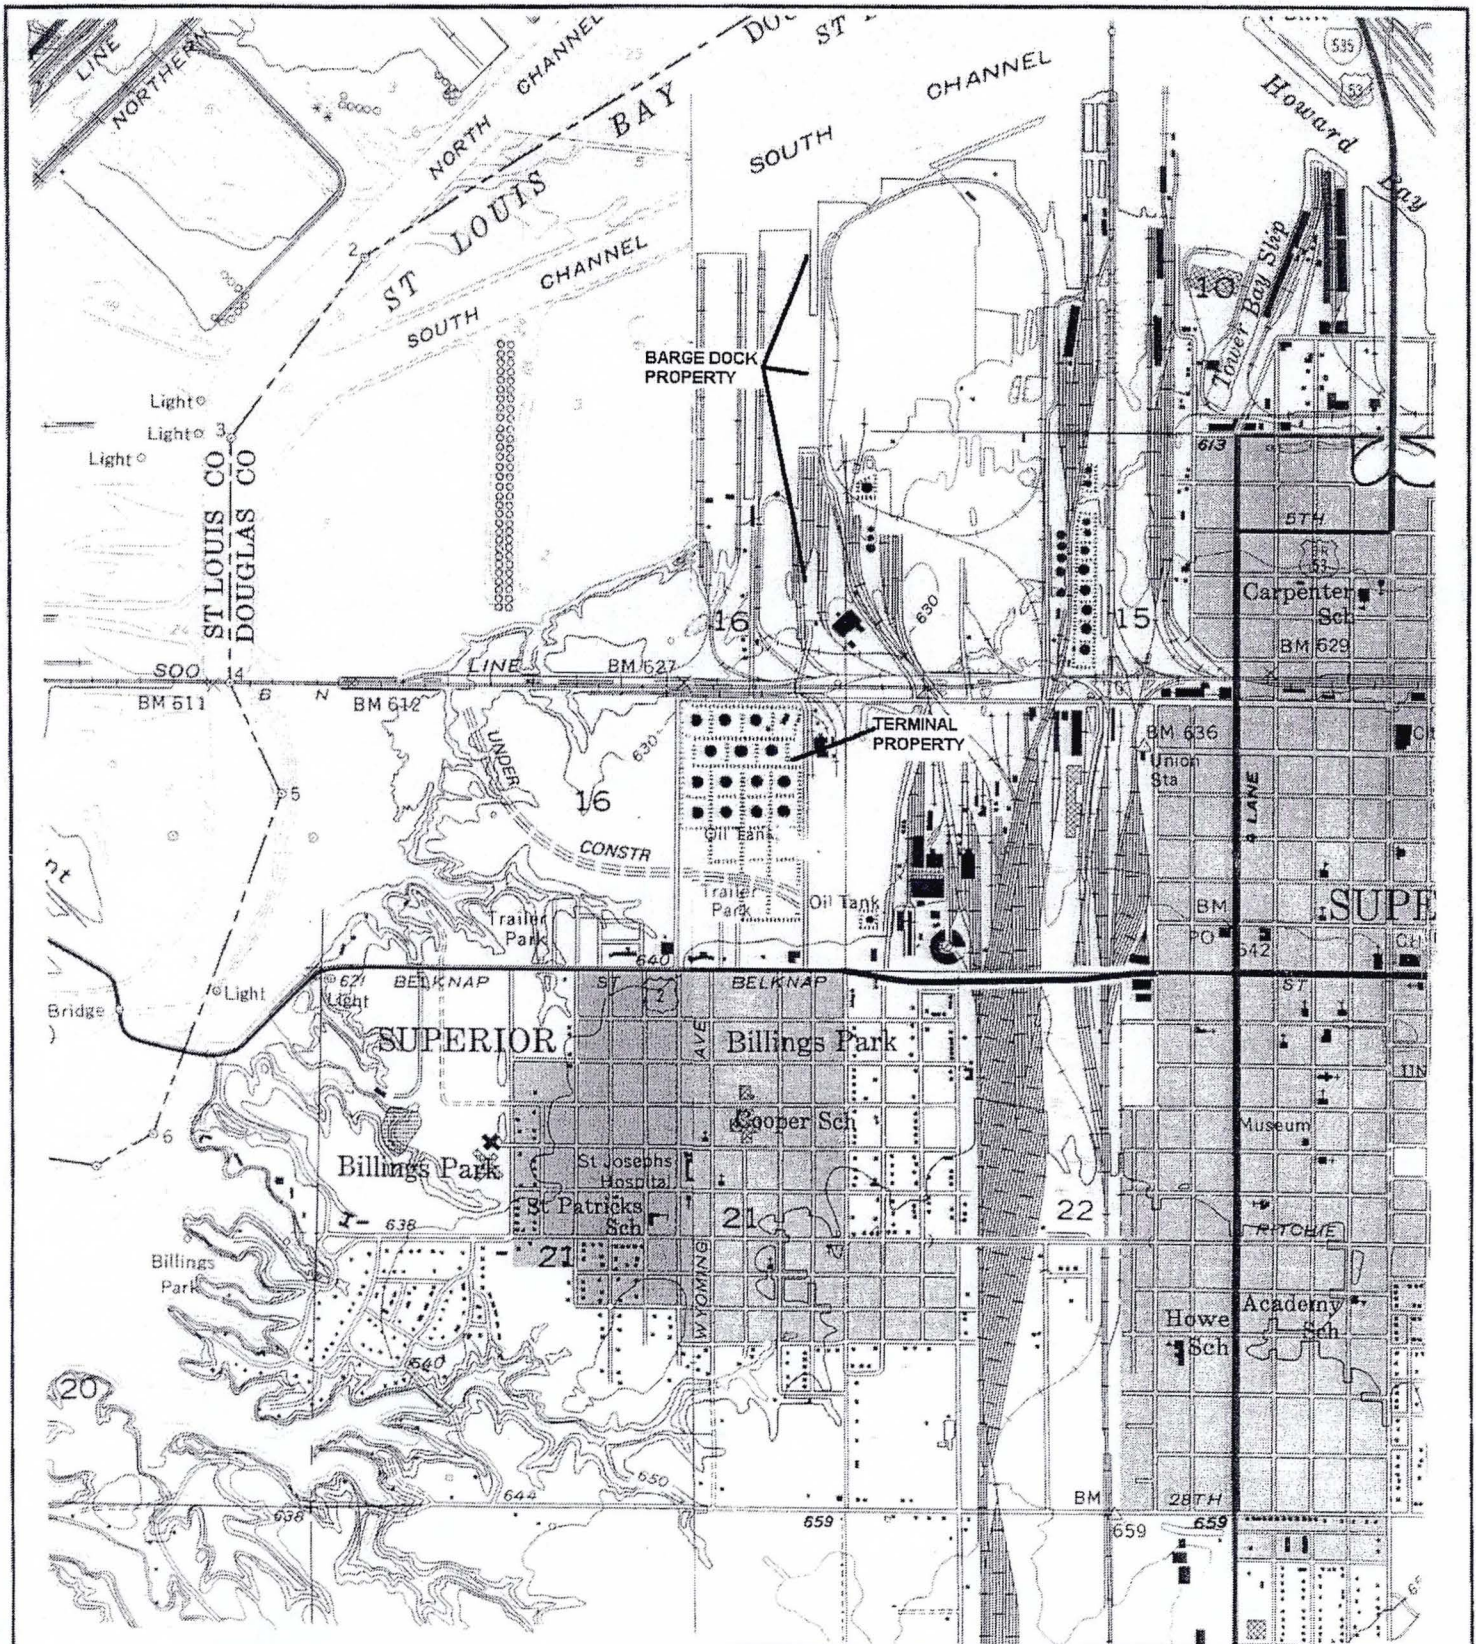 LINE
NORTHERN
NORTH CHANNEL
ST LOUIS BAY
ST
SOUTH CHANNEL
535
53
Howard Bay
2
SOUTH CHANNEL
Tower Bay Slip
10
BARGE DOCK
PROPERTY
Light
Light
3
Light
ST LOUIS CO
DOUGLAS CO
613
5TH
53
Carpenter
Sch
16
630
15
BM 629
SOO LINE
BM 627
4
BM 611
B N
BM 612
TERMINAL
PROPERTY
UNDER CONSTR
630
BM 636
Union
Sta
5
16
4 LANE
Oil Tank
Trailer
Park
Oil Tank
Trailer
Park
BM
PO
642
SUPE
640
BELKNAP ST
BELKNAP
ST
2
621
Light
Light
Bridge
SUPERIOR
AVE
Billings Park
Cooper Sch
Museum
6
Billings Park
St Josephs
Hospital
St Patricks
Sch
21
22
638
RITCHIE
21
Billings
Park
WYOMING
Howe
Sch
Academy
Sch
640
20
650
644
BM
28TH
638
659
659
659